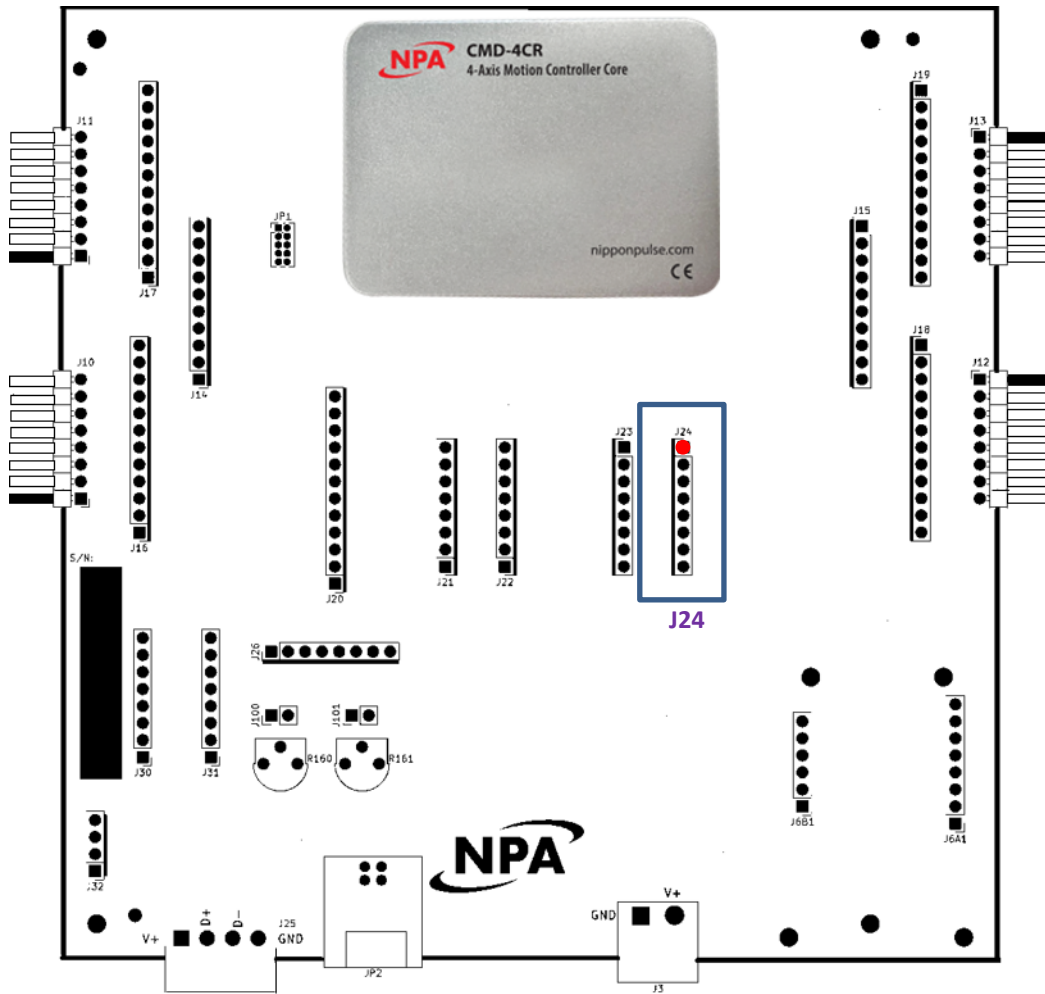 NPA
CMD-4CR
4-Axis Motion Controller Core
nipponpulse.com
CE
J11
J17
JP1
J14
J19
J13
J15
J10
J16
J20
J21
J22
J23
J24
J24
J18
J12
S/N:
J26
J100
J101
R160
R161
J30
J31
J32
J6B1
J6A1
NPA
V+
D+
D-
J25
GND
JP2
GND
V+
J3